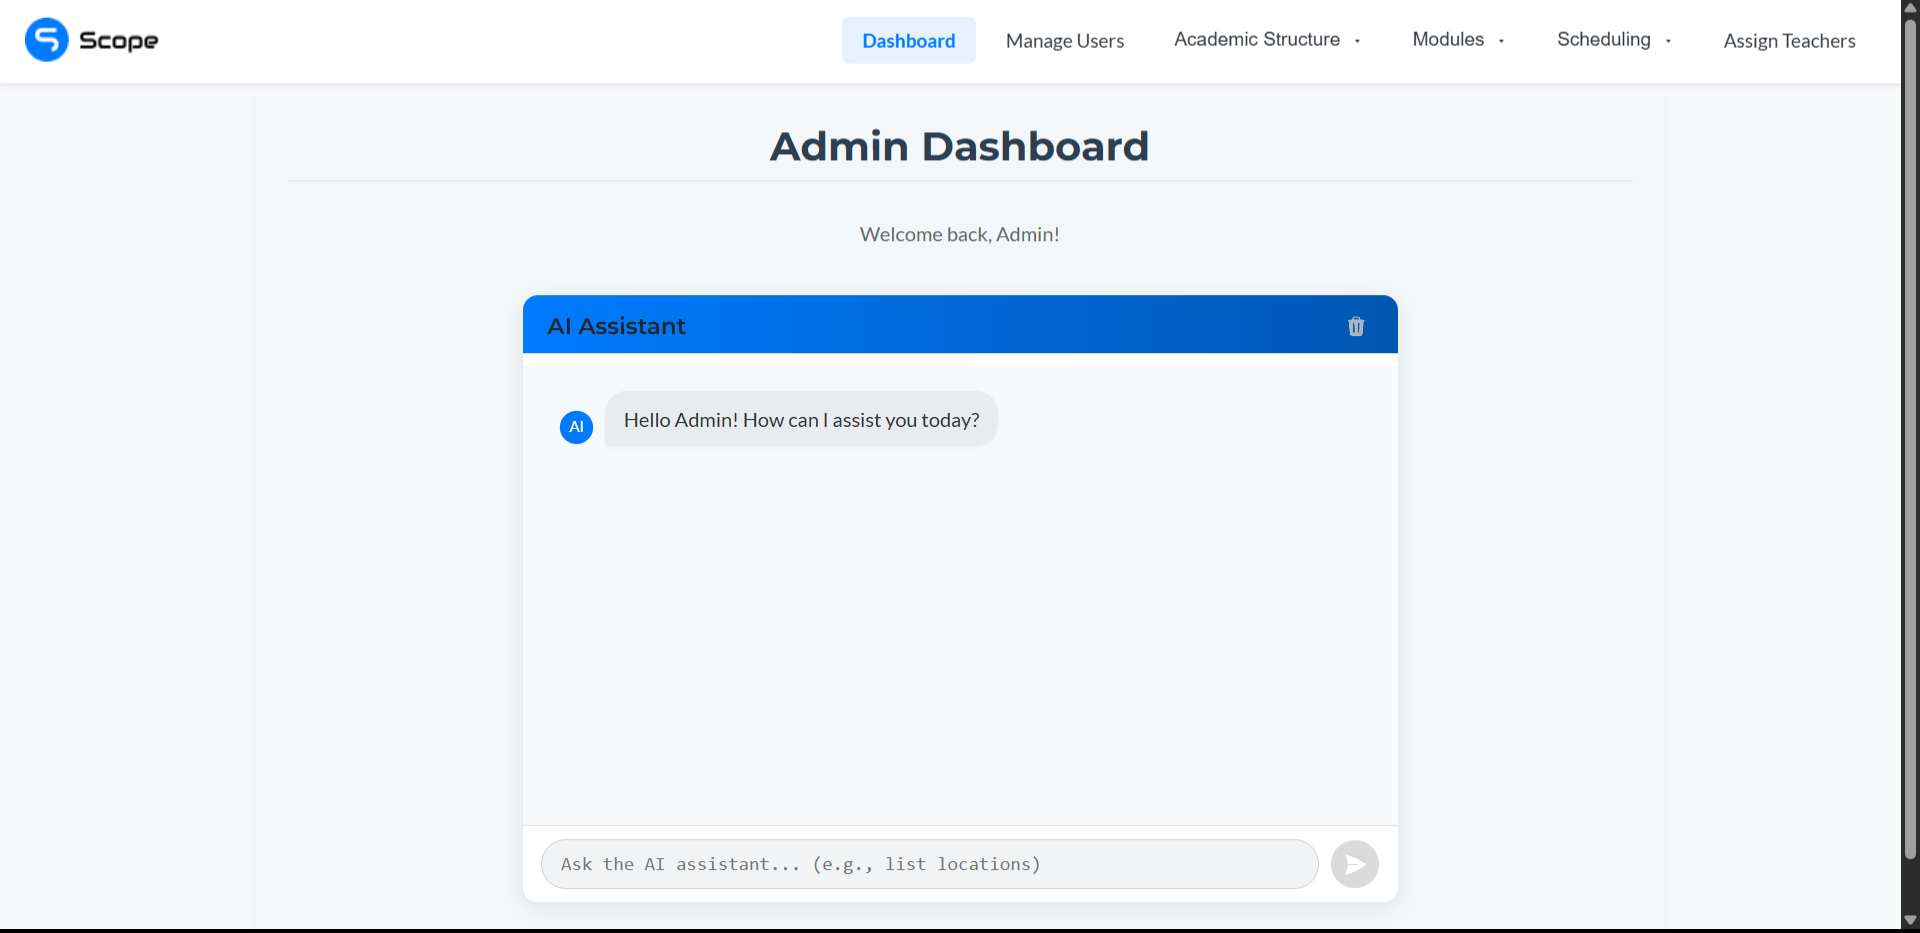 Scope
Dashboard Manage Users Academic Structure Modules Scheduling Assign Teachers
Admin Dashboard
Welcome back, Admin!
AI Assistant
AI Hello Admin! How can I assist you today?
Ask the AI assistant... (e.g., list locations)